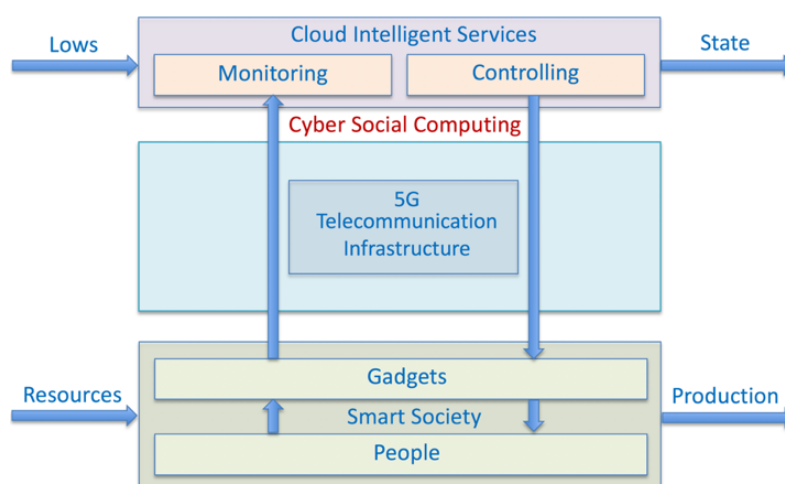 Lows
Cloud Intelligent Services
State
Monitoring
Controlling
Cyber Social Computing
5G
Telecommunication
Infrastructure
Resources
Gadgets
Production
Smart Society
People